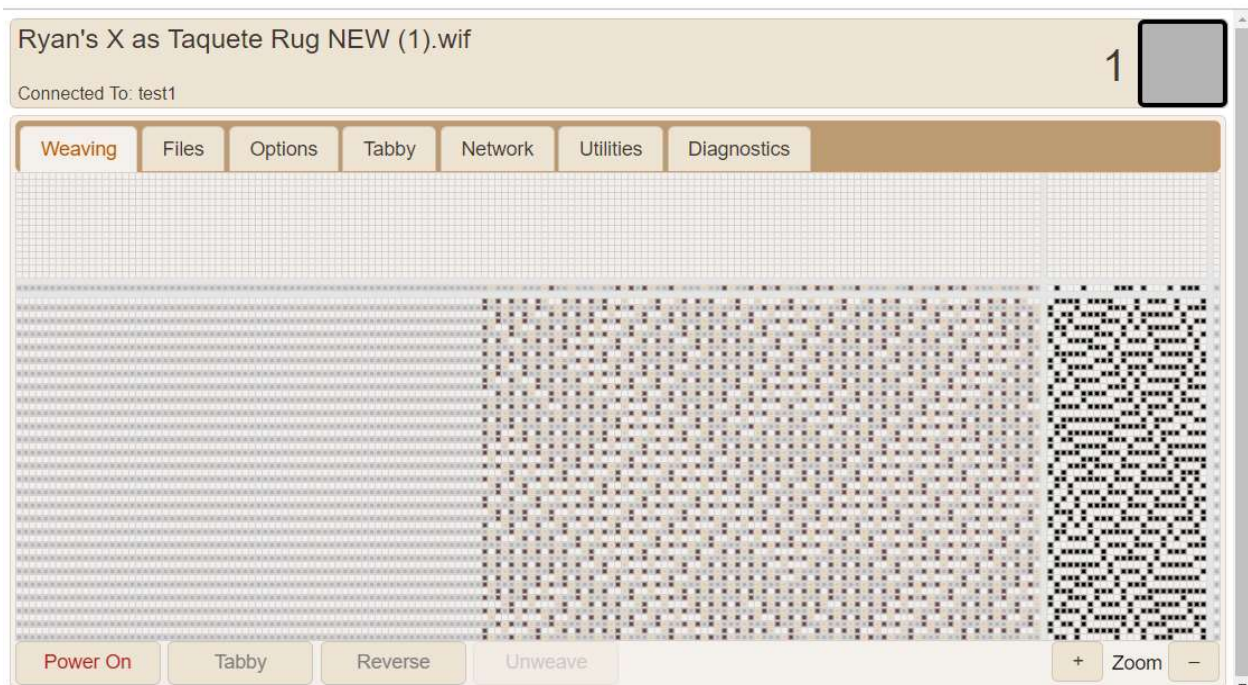 Ryan's X as Taquete Rug NEW (1).wif
1
Connected To: test1
Weaving Files Options Tabby Network Utilities Diagnostics
Power On Tabby Reverse Unweave + Zoom –